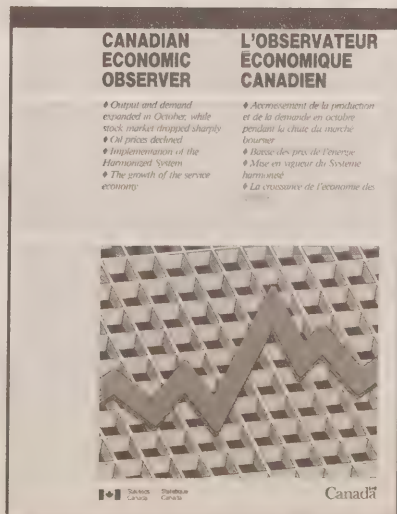 CANADIAN
ECONOMIC
OBSERVER
♦ Output and demand
expanded in October, while
stock market dropped sharply
♦ Oil prices declined
♦ Implementation of the
Harmonized System
♦ The growth of the service
economy
L'OBSERVATEUR
ÉCONOMIQUE
CANADIEN
♦ Accroissement de la production
et de la demande en octobre
pendant la chute du marché
boursier
♦ Baisse des prix de l'énergie
♦ Mise en vigueur du Système
harmonisé
♦ La croissance de l'économie des
Statistics Statistique
Canada Canada
Canada